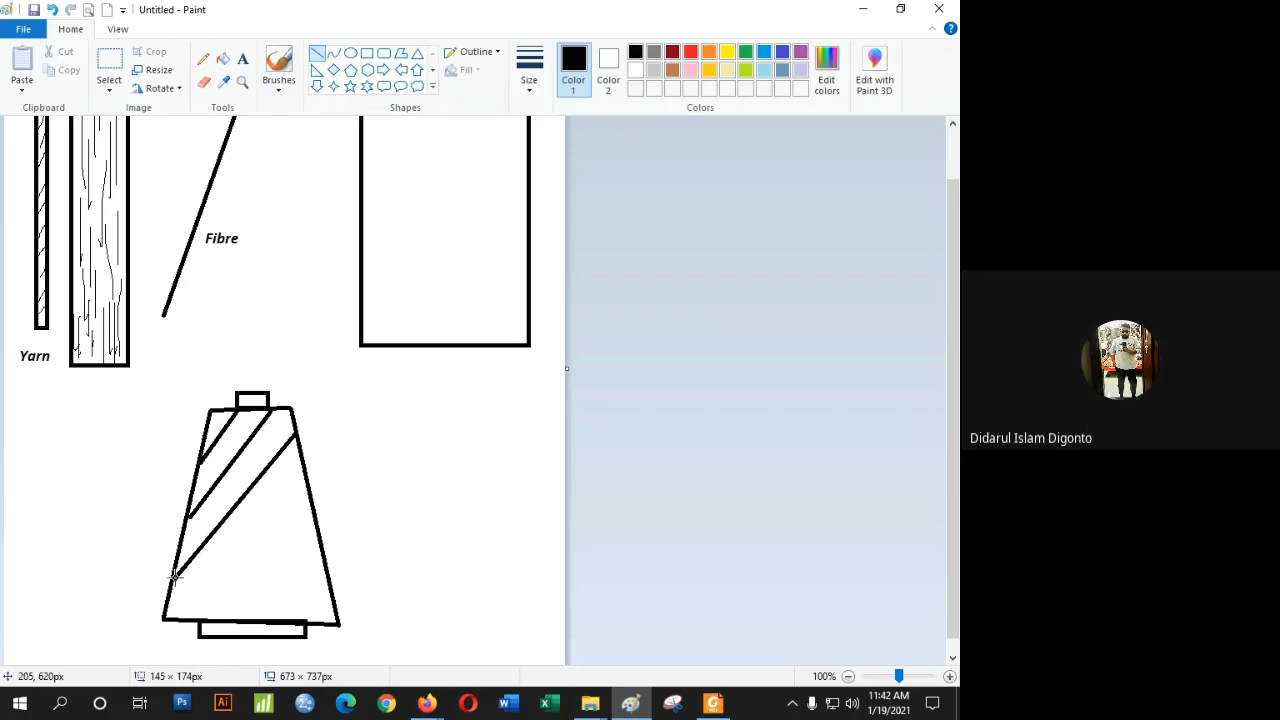 Untitled - Paint
File
Home
View
Paste
Cut
Copy
Clipboard
Select
Crop
Resize
Rotate
Image
A
Tools
Brushes
Outline
Fill
Shapes
Size
Color 1
Color 2
Edit colors
Colors
Edit with Paint 3D
Fibre
Yarn
Didarul Islam Digonto
205, 620px
145 × 174px
673 × 737px
100%
11:42 AM
1/19/2021